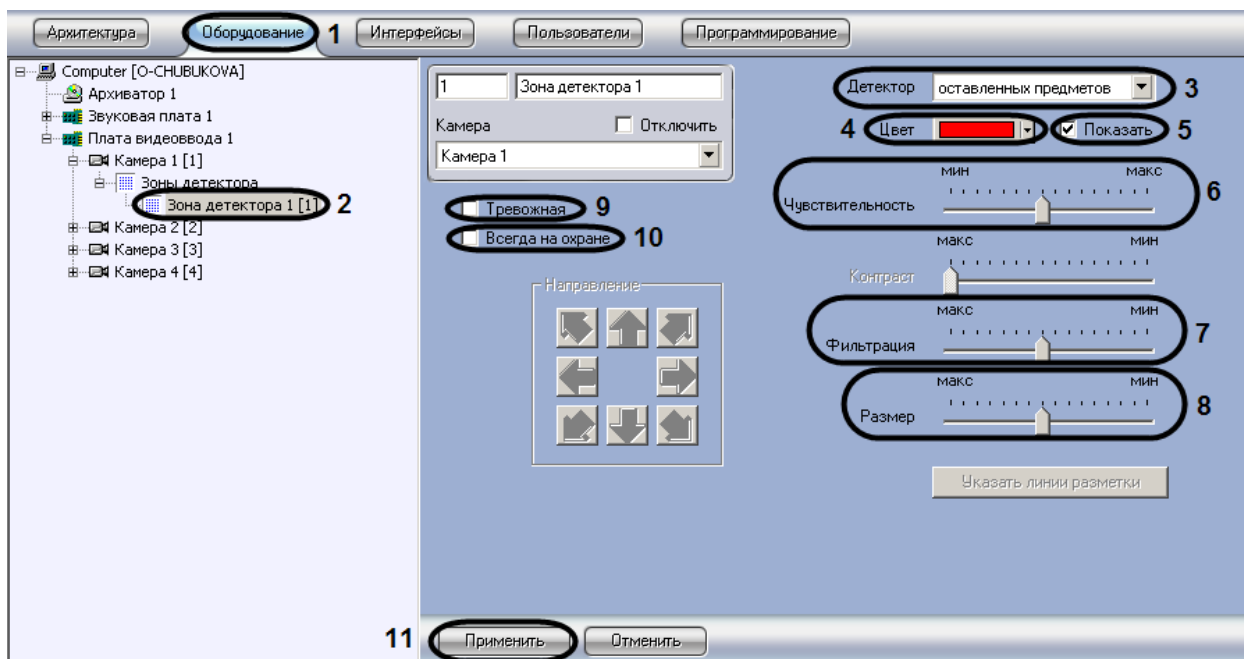 Архитектура Оборудование 1 Интерфейсы Пользователи Программирование
Computer [O-CHUBUKOVA]
Архиватор 1
Звуковая плата 1
Плата видеоввода 1
Камера 1 [1]
Зоны детектора
Зона детектора 1 [1] 2
Камера 2 [2]
Камера 3 [3]
Камера 4 [4]
1 Зона детектора 1
Камера Отключить
Камера 1
Тревожная 9
Всегда на охране 10
Направление
Детектор оставленных предметов 3
4 Цвет Показать 5
мин макс
Чувствительность 6
макс мин
Контраст
макс мин
Фильтрация 7
макс мин
Размер 8
Указать линии разметки
11 Применить Отменить